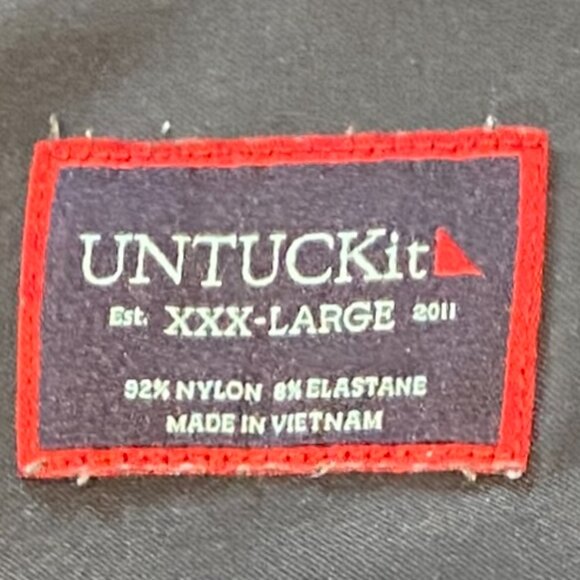 UNTUCKit
Est. XXX-LARGE 2011
92% NYLON 8% ELASTANE
MADE IN VIETNAM